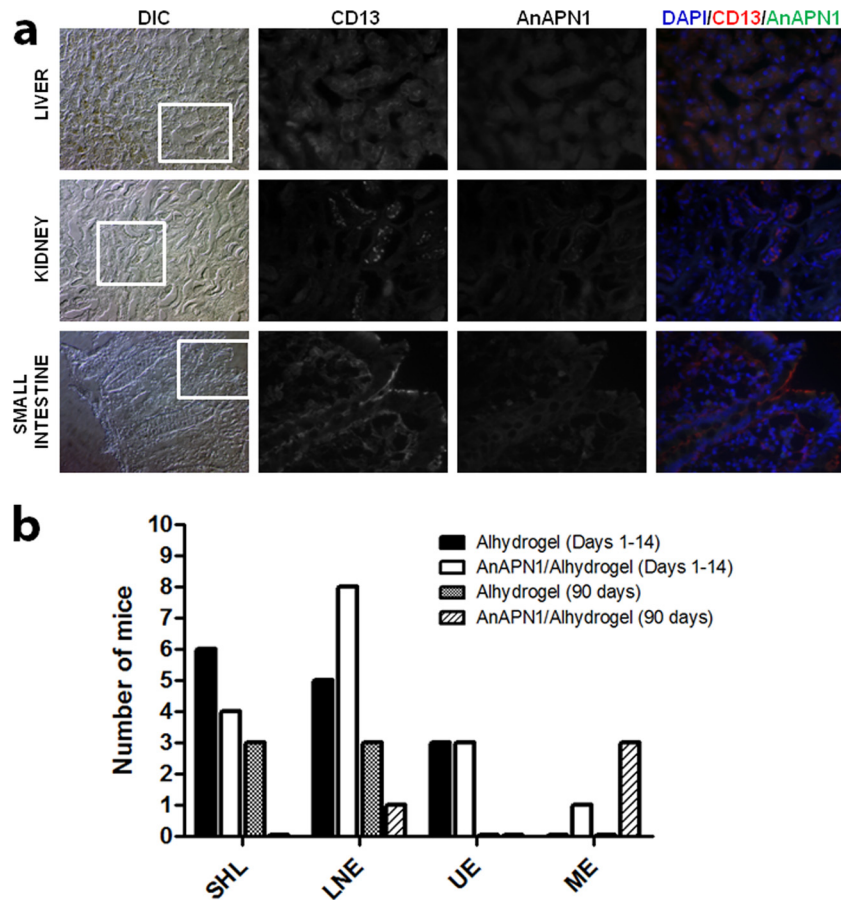 a
DIC
CD13
AnAPN1
DAPI/CD13/AnAPN1
LIVER
KIDNEY
SMALL
INTESTINE
b
Number of mice
10
9
8
7
6
5
4
3
2
1
0
Alhydrogel (Days 1-14)
AnAPN1/Alhydrogel (Days 1-14)
Alhydrogel (90 days)
AnAPN1/Alhydrogel (90 days)
SHL
LNE
UE
ME